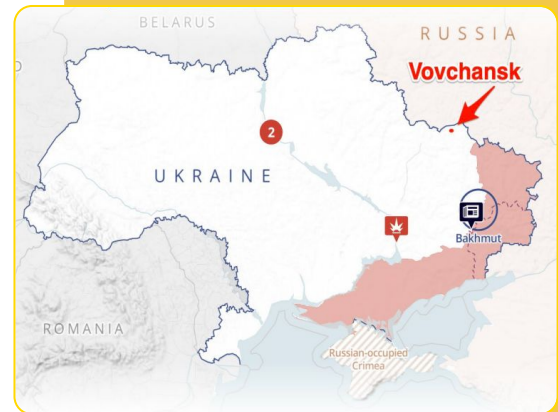 BELARUS
RUSSIA
Vovchansk
2
UKRAINE
Bakhmut
ROMANIA
Russian-occupied
Crimea